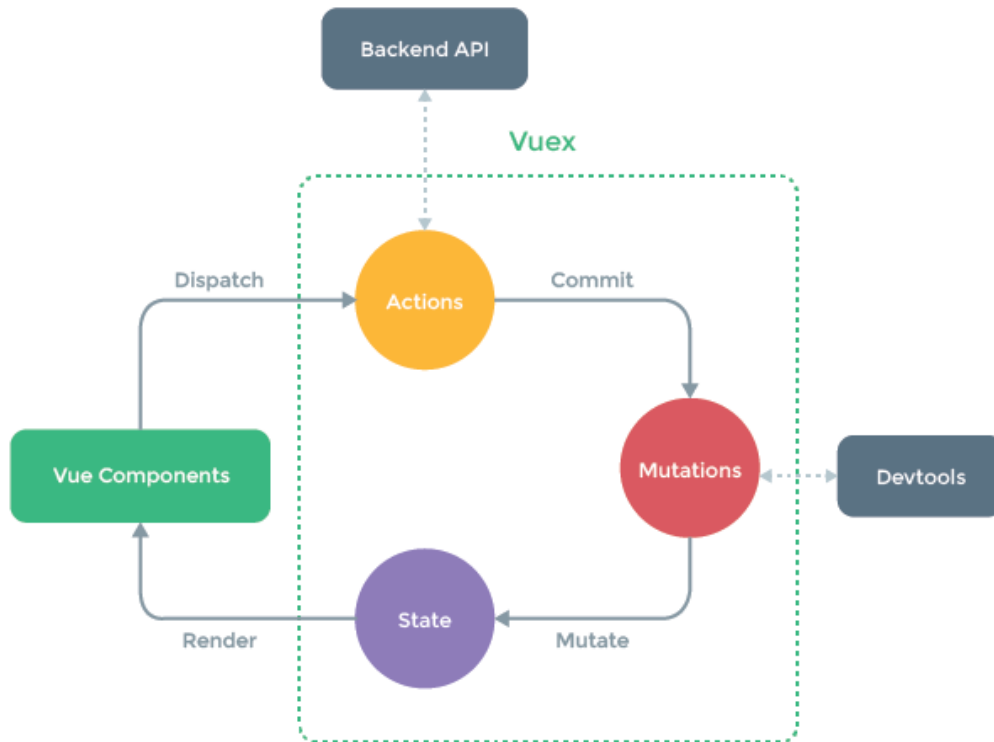 Backend API
Vuex
Dispatch
Commit
Actions
Vue Components
Mutations
Devtools
State
Render
Mutate